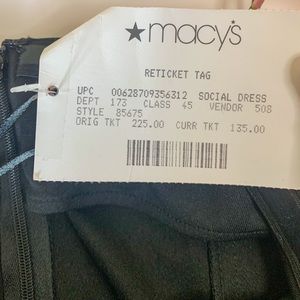 ★macy's
RETICKET TAG
UPC 00628709356312 SOCIAL DRESS
DEPT 173 CLASS 45 VENDOR 508
STYLE 85675
ORIG TKT 225.00 CURR TKT 135.00